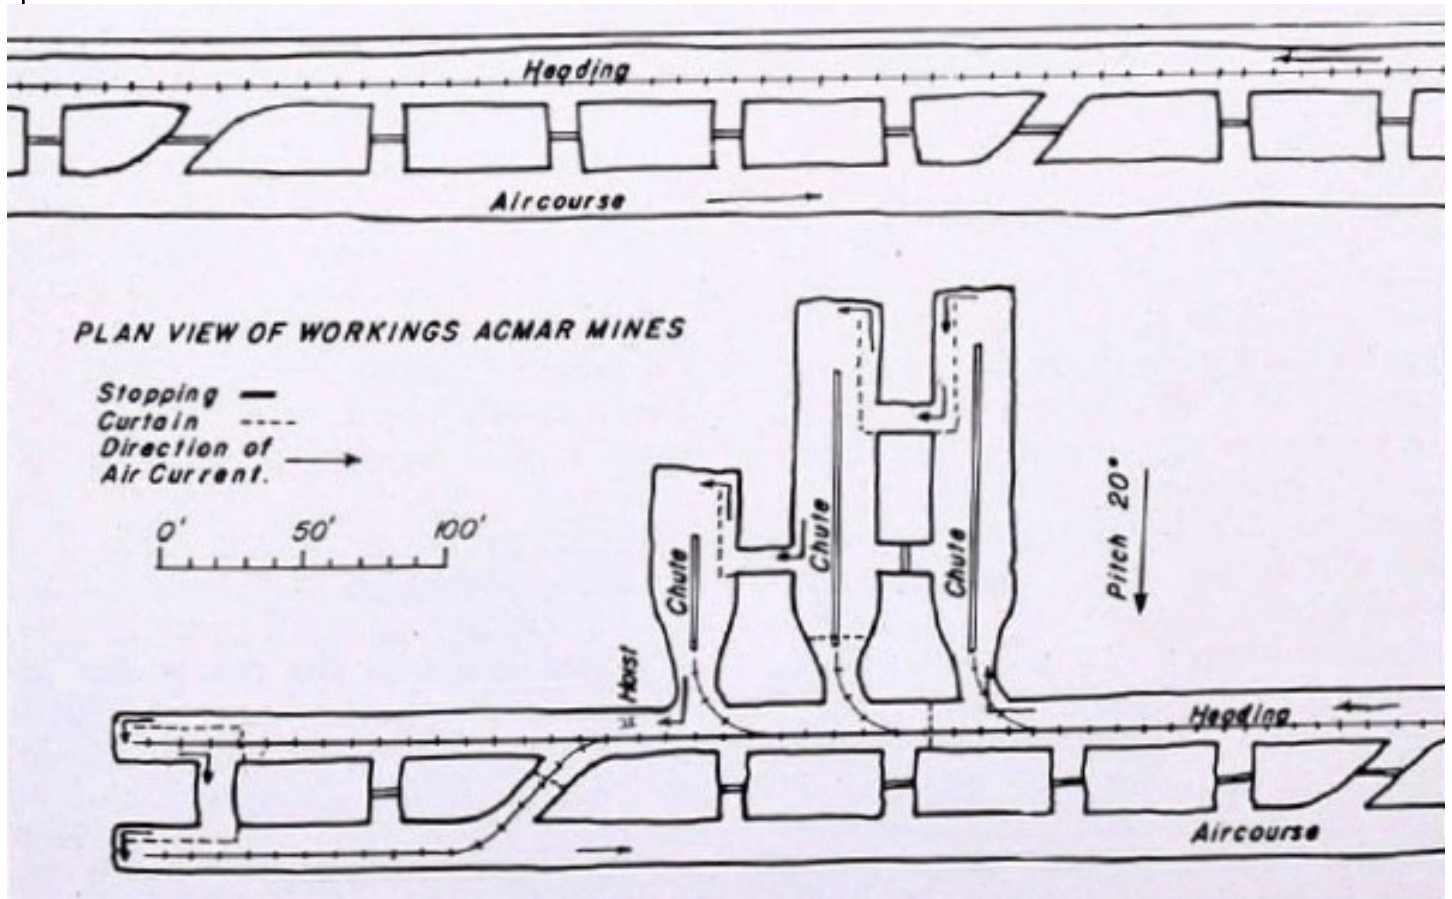 Heading
Aircourse
PLAN VIEW OF WORKINGS ACMAR MINES
Stopping
Curtain
Direction of
Air Current.
0' 50' 100'
Chute
Chute
Chute
Pitch 20°
Hoist
Heading
Aircourse